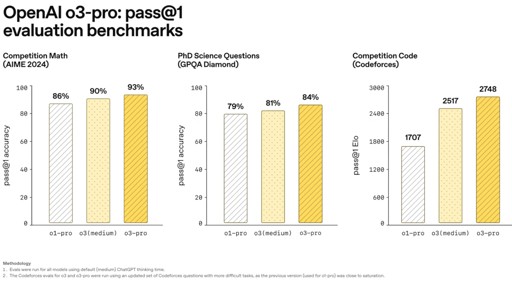 OpenAI o3-pro: pass@1
evaluation benchmarks
Competition Math
(AIME 2024)
pass@1 accuracy
100
80
60
40
20
0
86%
90%
93%
o1-pro
o3(medium)
o3-pro
PhD Science Questions
(GPQA Diamond)
pass@1 accuracy
100
80
60
40
20
0
79%
81%
84%
o1-pro
o3(medium)
o3-pro
Competition Code
(Codeforces)
pass@1 Elo
3000
2400
1800
1200
600
0
1707
2517
2748
o1-pro
o3(medium)
o3-pro
Methodology
1. Evals were run for all models using default (medium) ChatGPT thinking time.
2. The Codeforces evals for o3 and o3-pro were run using an updated set of Codeforces questions with more difficult tasks, as the previous version (used for o1-pro) was close to saturation.